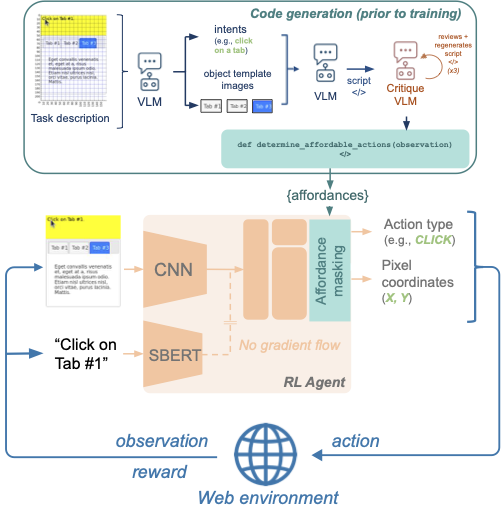 Code generation (prior to training)
Click on Tab #1.
Tab #1 Tab #2 Tab #3
Eget convallis venenatis
et, eget at a, risus
malesuada ipsum odio.
Etiam nisl ultrices nisl,
orci vitae, purus lacinia.
Mattis.
Task description
VLM
intents
(e.g., click
on a tab)
object template
images
Tab #1 Tab #2 Tab #3
VLM
script
</>
Critique
VLM
reviews +
regenerates
script
</>
(x3)
def determine_affordable_actions(observation)
</>
{affordances}
Click on Tab #1.
Tab #1 Tab #2 Tab #3
Eget convallis venenatis
et, eget at a, risus
malesuada ipsum odio.
Etiam nisl ultrices nisl,
orci vitae, purus lacinia.
Mattis.
CNN
Affordance
masking
Action type
(e.g., CLICK)
Pixel
coordinates
(X, Y)
“Click on
Tab #1”
SBERT
No gradient flow
RL Agent
observation
reward
action
Web environment